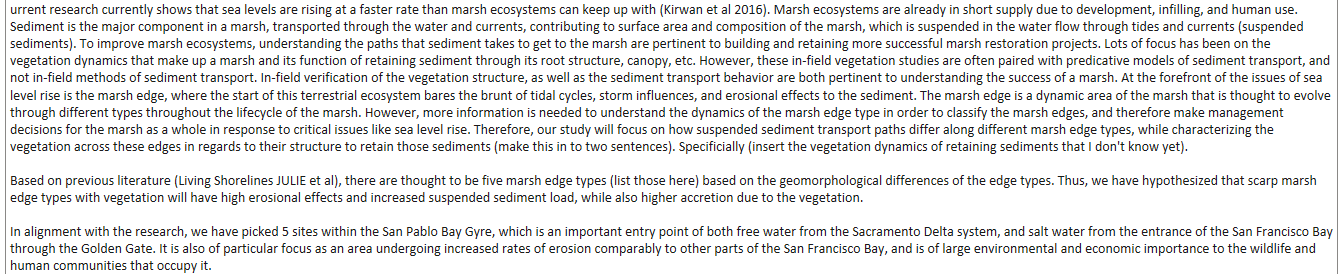 urrent research currently shows that sea levels are rising at a faster rate than marsh ecosystems can keep up with (Kirwan et al 2016). Marsh ecosystems are already in short supply due to development, infilling, and human use.
Sediment is the major component in a marsh, transported through the water and currents, contributing to surface area and composition of the marsh, which is suspended in the water flow through tides and currents (suspended
sediments). To improve marsh ecosystems, understanding the paths that sediment takes to get to the marsh are pertinent to building and retaining more successful marsh restoration projects. Lots of focus has been on the
vegetation dynamics that make up a marsh and its function of retaining sediment through its root structure, canopy, etc. However, these in-field vegetation studies are often paired with predicative models of sediment transport, and
not in-field methods of sediment transport. In-field verification of the vegetation structure, as well as the sediment transport behavior are both pertinent to understanding the success of a marsh. At the forefront of the issues of sea
level rise is the marsh edge, where the start of this terrestrial ecosystem bares the brunt of tidal cycles, storm influences, and erosional effects to the sediment. The marsh edge is a dynamic area of the marsh that is thought to evolve
through different types throughout the lifecycle of the marsh. However, more information is needed to understand the dynamics of the marsh edge type in order to classify the marsh edges, and therefore make management
decisions for the marsh as a whole in response to critical issues like sea level rise. Therefore, our study will focus on how suspended sediment transport paths differ along different marsh edge types, while characterizing the
vegetation across these edges in regards to their structure to retain those sediments (make this in to two sentences). Specificially (insert the vegetation dynamics of retaining sediments that I don't know yet).
Based on previous literature (Living Shorelines JULIE et al), there are thought to be five marsh edge types (list those here) based on the geomorphological differences of the edge types. Thus, we have hypothesized that scarp marsh
edge types with vegetation will have high erosional effects and increased suspended sediment load, while also higher accretion due to the vegetation.
In alignment with the research, we have picked 5 sites within the San Pablo Bay Gyre, which is an important entry point of both free water from the Sacramento Delta system, and salt water from the entrance of the San Francisco Bay
through the Golden Gate. It is also of particular focus as an area undergoing increased rates of erosion comparably to other parts of the San Francisco Bay, and is of large environmental and economic importance to the wildlife and
human communities that occupy it.